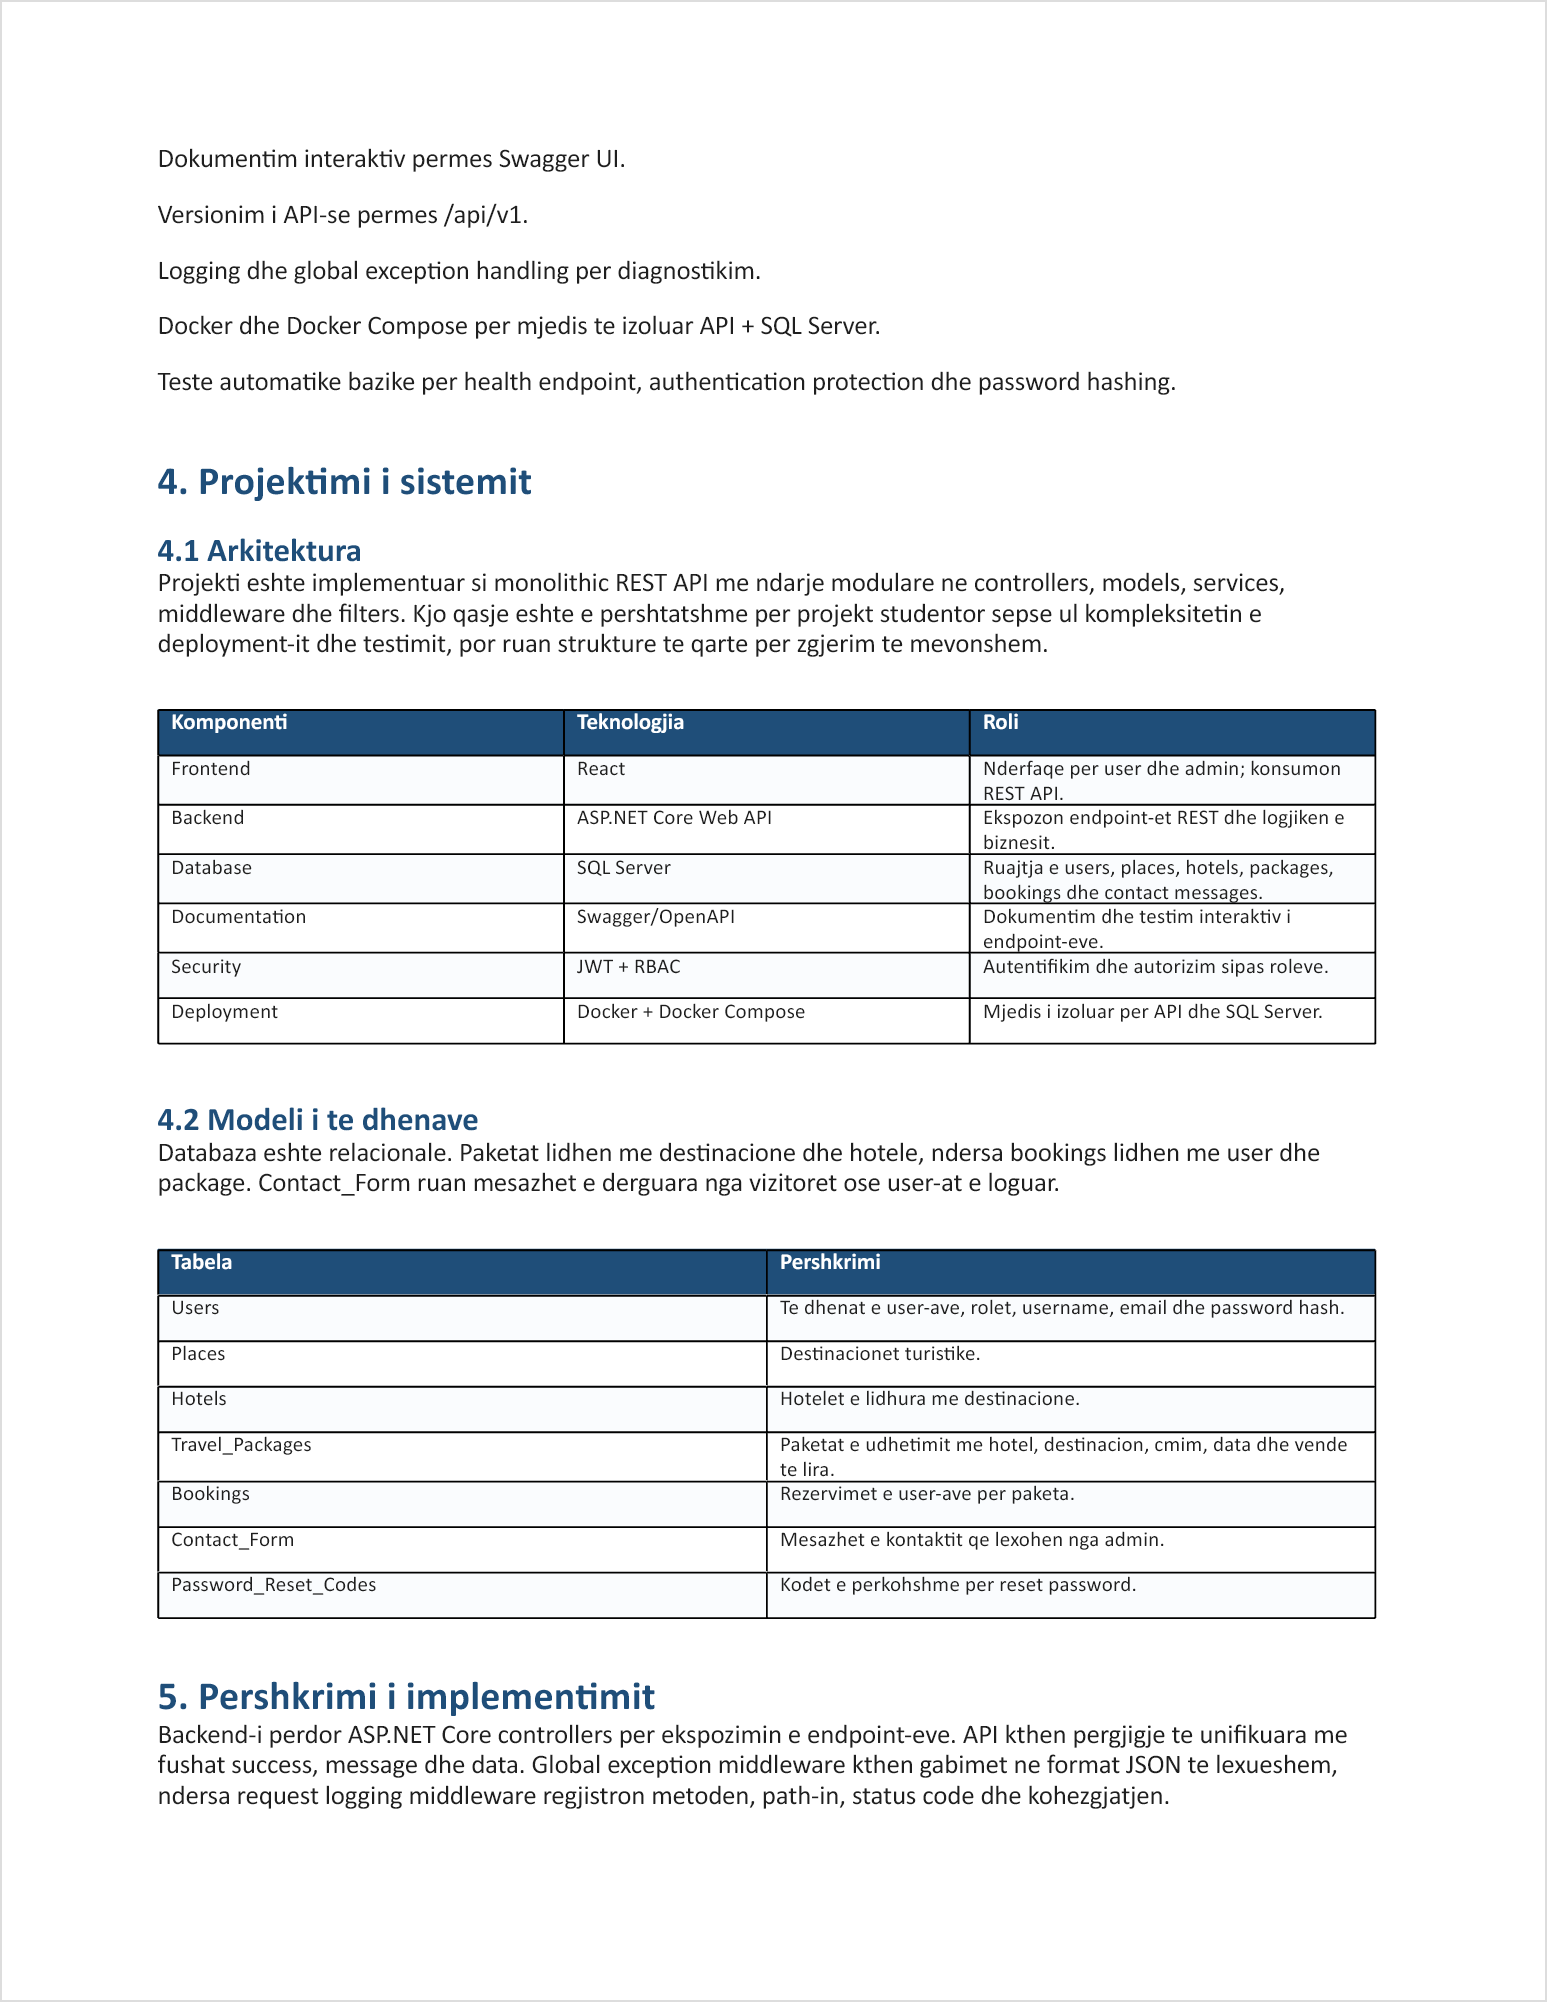 Dokumentim interaktiv permes Swagger UI.
Versionim i API-se permes /api/v1.
Logging dhe global exception handling per diagnostikim.
Docker dhe Docker Compose per mjedis te izoluar API + SQL Server.
Teste automatike bazike per health endpoint, authentication protection dhe password hashing.
4. Projektimi i sistemit
4.1 Arkitektura
Projekti eshte implementuar si monolithic REST API me ndarje modulare ne controllers, models, services,
middleware dhe filters. Kjo qasje eshte e pershtatshme per projekt studentor sepse ul kompleksitetin e
deployment-it dhe testimit, por ruan strukture te qarte per zgjerim te mevonshem.
Komponenti Teknologjia Roli
Frontend React Nderfaqe per user dhe admin; konsumon
REST API.
Backend ASP.NET Core Web API Ekspozon endpoint-et REST dhe logjiken e
biznesit.
Database SQL Server Ruajtja e users, places, hotels, packages,
bookings dhe contact messages.
Documentation Swagger/OpenAPI Dokumentim dhe testim interaktiv i
endpoint-eve.
Security JWT + RBAC Autentifikim dhe autorizim sipas roleve.
Deployment Docker + Docker Compose Mjedis i izoluar per API dhe SQL Server.
4.2 Modeli i te dhenave
Databaza eshte relacionale. Paketat lidhen me destinacione dhe hotele, ndersa bookings lidhen me user dhe
package. Contact_Form ruan mesazhet e derguara nga vizitoret ose user-at e loguar.
Tabela Pershkrimi
Users Te dhenat e user-ave, rolet, username, email dhe password hash.
Places Destinacionet turistike.
Hotels Hotelet e lidhura me destinacione.
Travel_Packages Paketat e udhetimit me hotel, destinacion, cmim, data dhe vende
te lira.
Bookings Rezervimet e user-ave per paketa.
Contact_Form Mesazhet e kontaktit qe lexohen nga admin.
Password_Reset_Codes Kodet e perkohshme per reset password.
5. Pershkrimi i implementimit
Backend-i perdor ASP.NET Core controllers per ekspozimin e endpoint-eve. API kthen pergjigje te unifikuara me
fushat success, message dhe data. Global exception middleware kthen gabimet ne format JSON te lexueshem,
ndersa request logging middleware regjistron metoden, path-in, status code dhe kohezgjatjen.